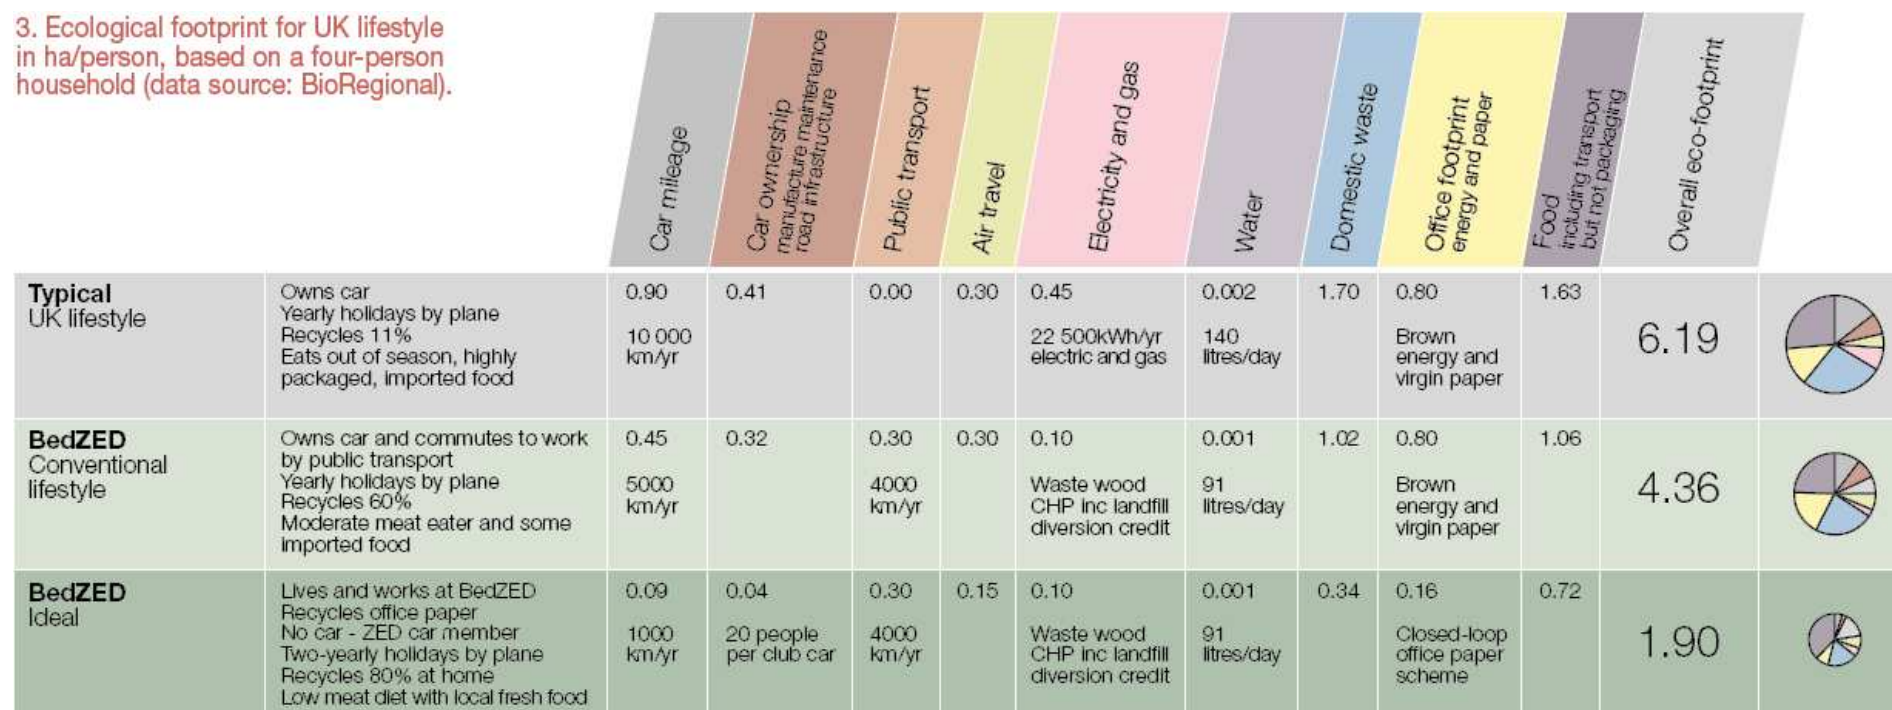 3. Ecological footprint for UK lifestyle
in ha/person, based on a four-person
household (data source: BioRegional).
Car mileage
Car ownership
manufacture maintenance
road infrastructure
Public transport
Air travel
Electricity and gas
Water
Domestic waste
Office footprint
energy and paper
Food
including transport
but not packaging
Overall eco-footprint
Typical
UK lifestyle
Owns car
Yearly holidays by plane
Recycles 11%
Eats out of season, highly
packaged, imported food
0.90
10 000
km/yr
0.41
0.00
0.30
0.45
22 500kWh/yr
electric and gas
0.002
140
litres/day
1.70
0.80
Brown
energy and
virgin paper
1.63
6.19
BedZED
Conventional
lifestyle
Owns car and commutes to work
by public transport
Yearly holidays by plane
Recycles 60%
Moderate meat eater and some
imported food
0.45
5000
km/yr
0.32
0.30
4000
km/yr
0.30
0.10
Waste wood
CHP inc landfill
diversion credit
0.001
91
litres/day
1.02
0.80
Brown
energy and
virgin paper
1.06
4.36
BedZED
Ideal
Lives and works at BedZED
Recycles office paper
No car - ZED car member
Two-yearly holidays by plane
Recycles 80% at home
Low meat diet with local fresh food
0.09
1000
km/yr
0.04
20 people
per club car
0.30
4000
km/yr
0.15
0.10
Waste wood
CHP inc landfill
diversion credit
0.001
91
litres/day
0.34
0.16
Closed-loop
office paper
scheme
0.72
1.90